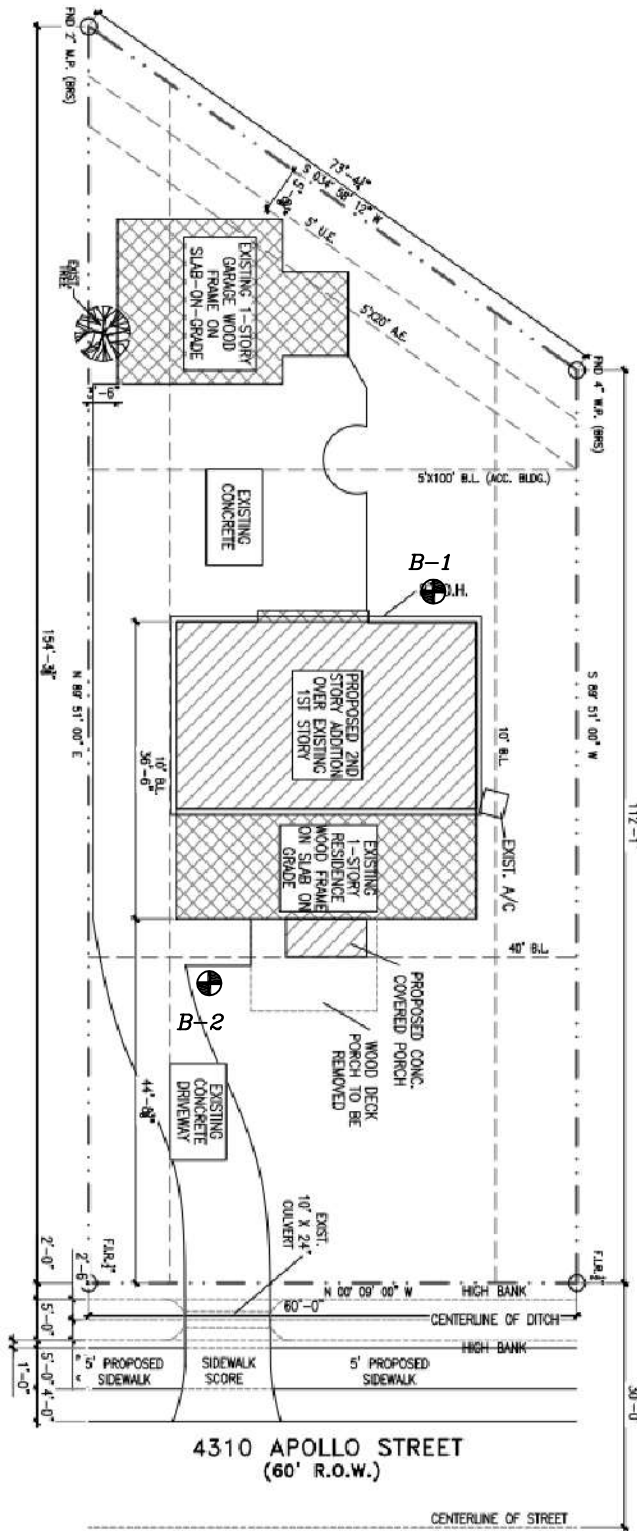 FND 2" M.P. (BRS)
73'-4¾"
S 034° 58' 12" W
5' U.E.
5'X20' A.E.
FND 4" W.P. (BRS)
EXISTING 1-STORY
GARAGE WOOD
FRAME ON
SLAB-ON-GRADE
EXIST.
TREE
3'-6"
5'X100' B.L. (ACC. BLDG.)
EXISTING
CONCRETE
B-1
O.H.
154'-3⅜"
N 89° 51' 00" E
S 89° 51' 00" W
112'-1
10' B.L.
36'-6"
10' B.L.
PROPOSED 2ND
STORY ADDITION
OVER EXISTING
1ST STORY
EXIST. A/C
EXISTING
1-STORY
RESIDENCE
WOOD FRAME
ON SLAB ON
GRADE
40' B.L.
PROPOSED CONC.
COVERED PORCH
WOOD DECK
PORCH TO BE
REMOVED
B-2
44'-8¾"
EXISTING
CONCRETE
DRIVEWAY
EXIST.
10" X 24"
CULVERT
F.I.R.
F.I.R.
N 00° 09' 00" W
60'-0"
HIGH BANK
CENTERLINE OF DITCH
HIGH BANK
2'-0"
2'-6"
5'-0"
5'-0"
4'-0"
1'-0"
5' PROPOSED
SIDEWALK
SIDEWALK
SCORE
5' PROPOSED
SIDEWALK
30'-0
4310 APOLLO STREET
(60' R.O.W.)
CENTERLINE OF STREET